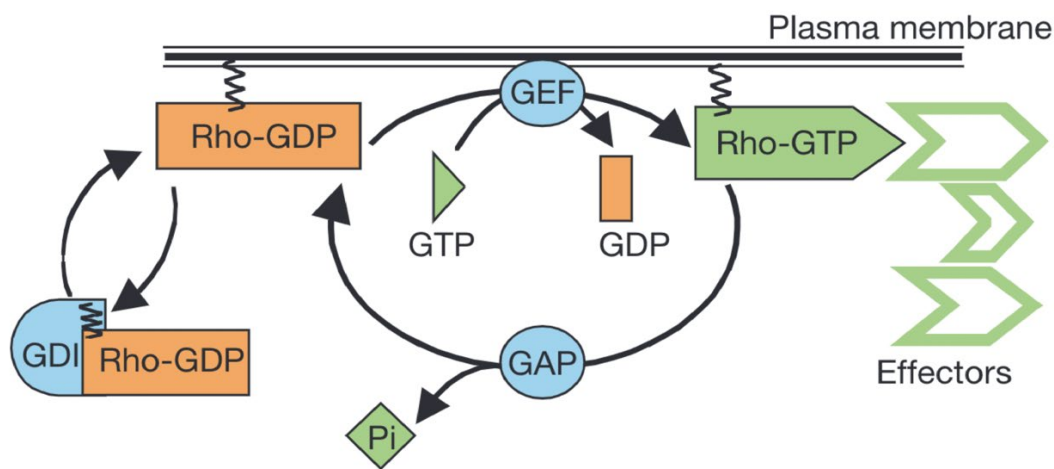 Plasma membrane
GEF
Rho-GDP
Rho-GTP
GTP
GDP
GDI
Rho-GDP
GAP
Effectors
Pi